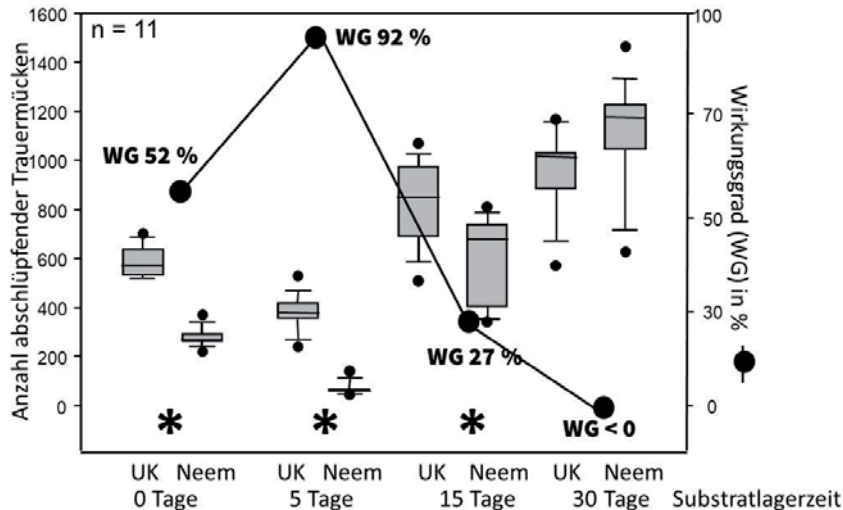 n = 11
1600
1400
1200
1000
800
600
400
200
0
Anzahl abschlüpfender Trauermücken
WG 52 %
WG 92 %
WG 27 %
WG < 0
* * *
100
70
50
30
0
Wirkungsgrad (WG) in %
UK Neem UK Neem UK Neem UK Neem
0 Tage 5 Tage 15 Tage 30 Tage Substratlagerzeit